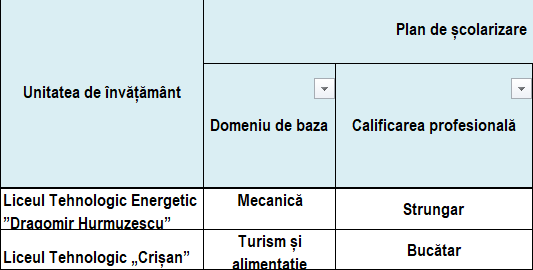 Plan de școlarizare
Unitatea de învățământ
Domeniu de baza
Calificarea profesională
Liceul Tehnologic Energetic
”Dragomir Hurmuzescu”
Mecanică
Strungar
Liceul Tehnologic „Crișan”
Turism și
alimentație
Bucătar